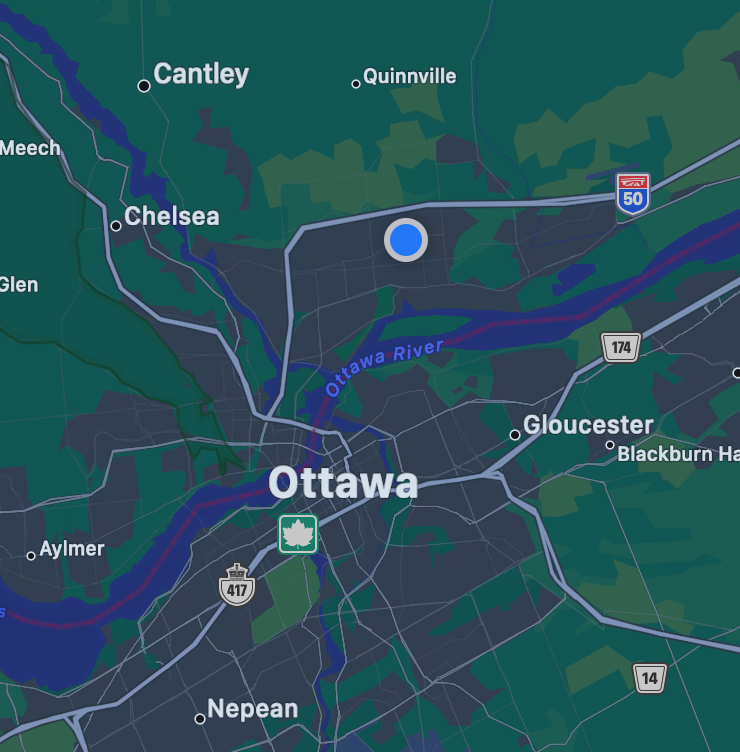 Cantley
Quinnville
Meech
50
Chelsea
Glen
174
Ottawa River
Gloucester
Blackburn Ha
Ottawa
Aylmer
417
s
14
Nepean